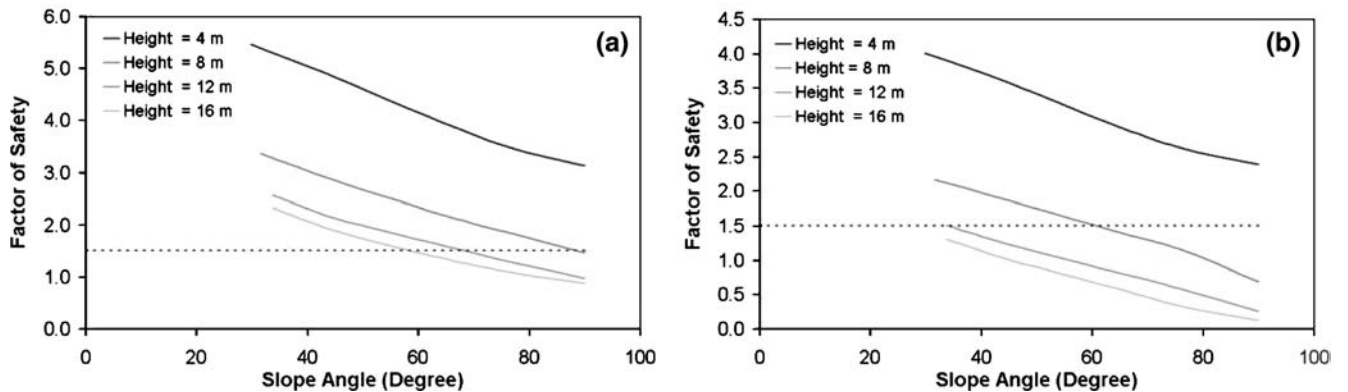 (a)
Height = 4 m
Height = 8 m
Height = 12 m
Height = 16 m
Factor of Safety
6.0
5.0
4.0
3.0
2.0
1.0
0.0
0 20 40 60 80 100
Slope Angle (Degree)
(b)
Height = 4 m
Height = 8 m
Height = 12 m
Height = 16 m
Factor of Safety
4.5
4.0
3.5
3.0
2.5
2.0
1.5
1.0
0.5
0.0
0 20 40 60 80 100
Slope Angle (Degree)